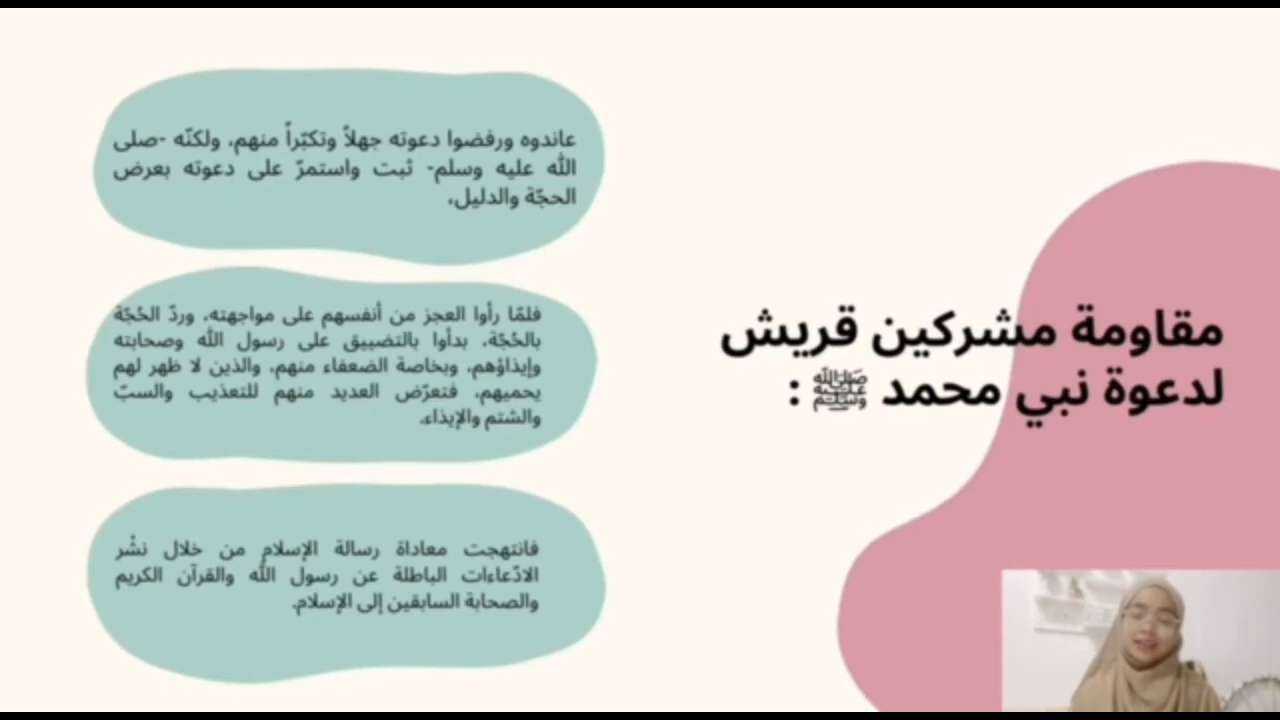 مقاومة مشركين قريش
لدعوة نبي محمد ﷺ :
عاندوه ورفضوا دعوته جهلاً وتكبّراً منهم، ولكنّه -صلى
الله عليه وسلم- ثبت واستمرّ على دعوته بعرض
الحجّة والدليل،
فلمّا رأوا العجز من أنفسهم على مواجهته، وردّ الحُجّة
بالحُجّة، بدأوا بالتضييق على رسول الله وصحابته
وإيذاؤهم، وبخاصة الضعفاء منهم، والذين لا ظهر لهم
يحميهم، فتعرّض العديد منهم للتعذيب والسبّ
والشتم والإيذاء.
فانتهجت معاداة رسالة الإسلام من خلال نشْر
الادّعاءات الباطلة عن رسول الله والقرآن الكريم
والصحابة السابقين إلى الإسلام.